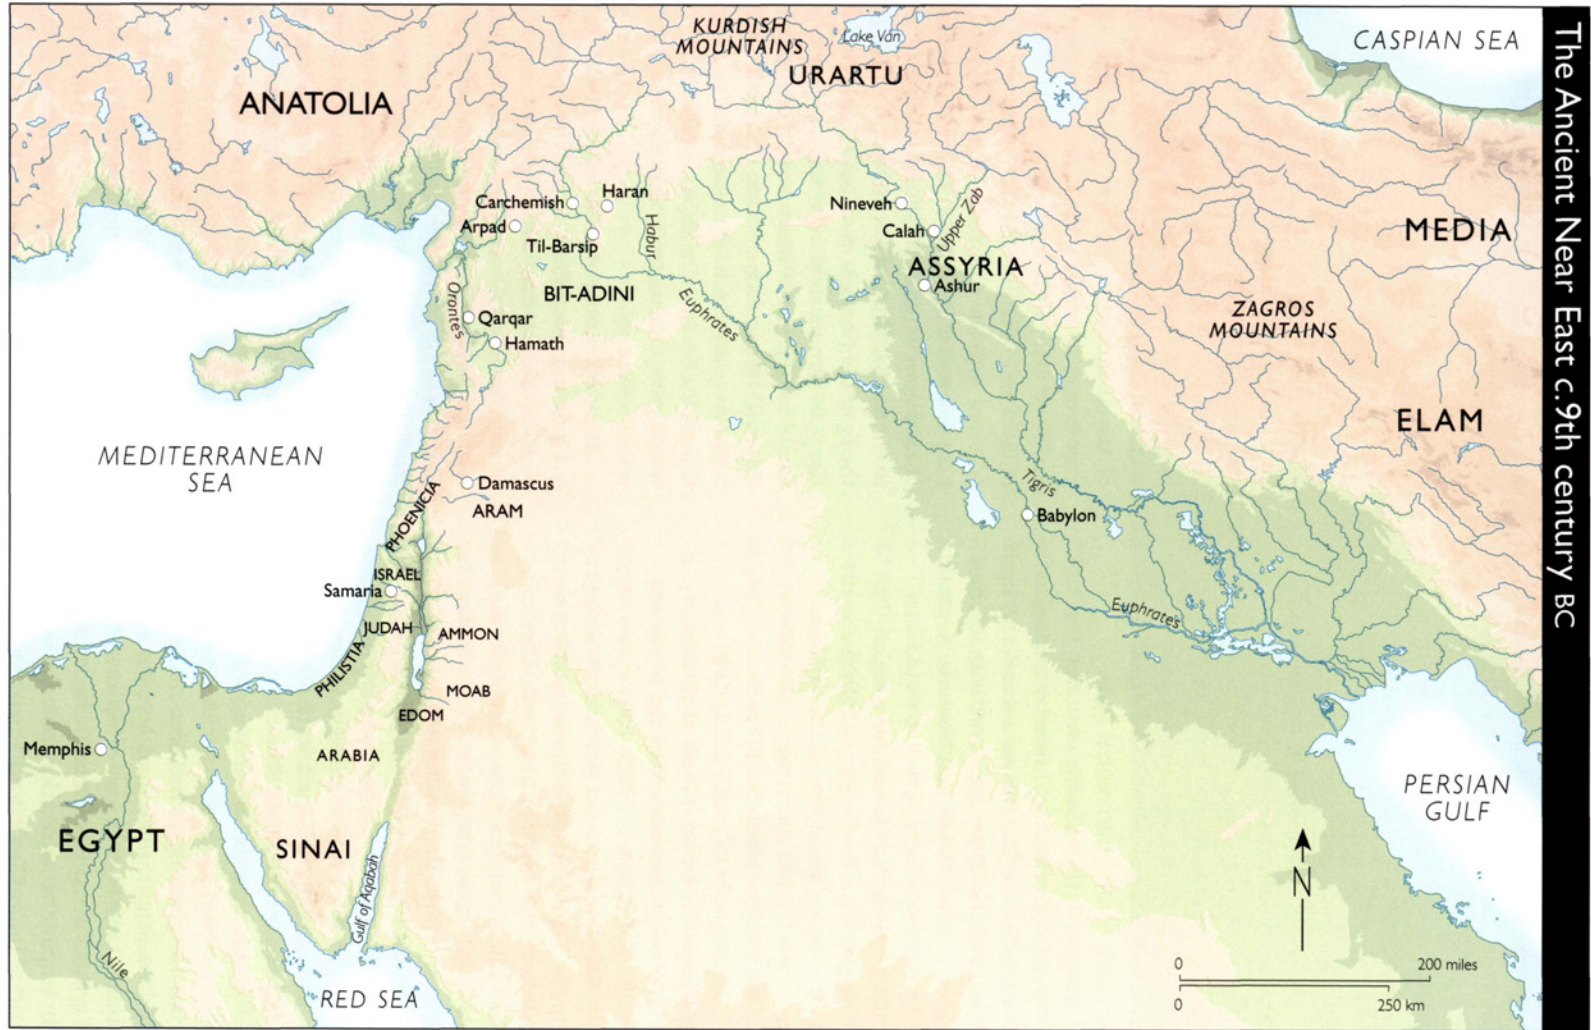 The Ancient Near East c.9th century BC
KURDISH
MOUNTAINS
Lake Van
CASPIAN SEA
URARTU
ANATOLIA
Haran
Carchemish
Arpad
Til-Barsip
Habur
Nineveh
Calah
Upper Zab
MEDIA
ASSYRIA
Ashur
BIT-ADINI
Orontes
Euphrates
Qarqar
Hamath
ZAGROS
MOUNTAINS
ELAM
MEDITERRANEAN
SEA
Damascus
ARAM
PHOENICIA
Tigris
Babylon
ISRAEL
Samaria
Euphrates
JUDAH
AMMON
PHILISTIA
MOAB
EDOM
Memphis
ARABIA
PERSIAN
GULF
EGYPT
SINAI
Gulf of Aqabah
N
Nile
RED SEA
0
200 miles
0
250 km